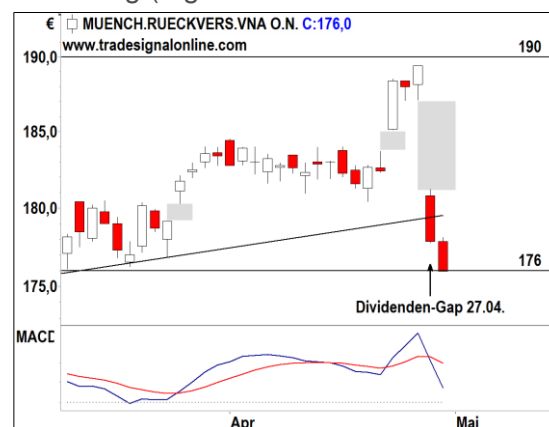 € MUENCH.RUECKVERS.VNA O.N. C:176,0
www.tradesignalonline.com
190
190,0
185,0
180,0
176
175,0
Dividenden-Gap 27.04.
MACD
Apr
Mai